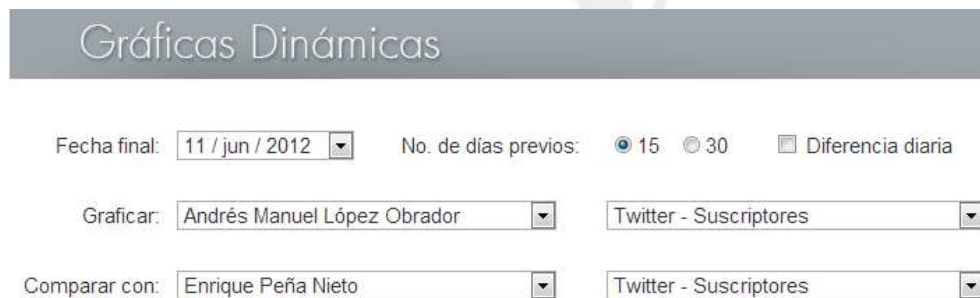 Gráficas Dinámicas
Fecha final: 11 / jun / 2012 No. de días previos: 15 30 Diferencia diaria
Graficar: Andrés Manuel López Obrador Twitter - Suscriptores
Comparar con: Enrique Peña Nieto Twitter - Suscriptores